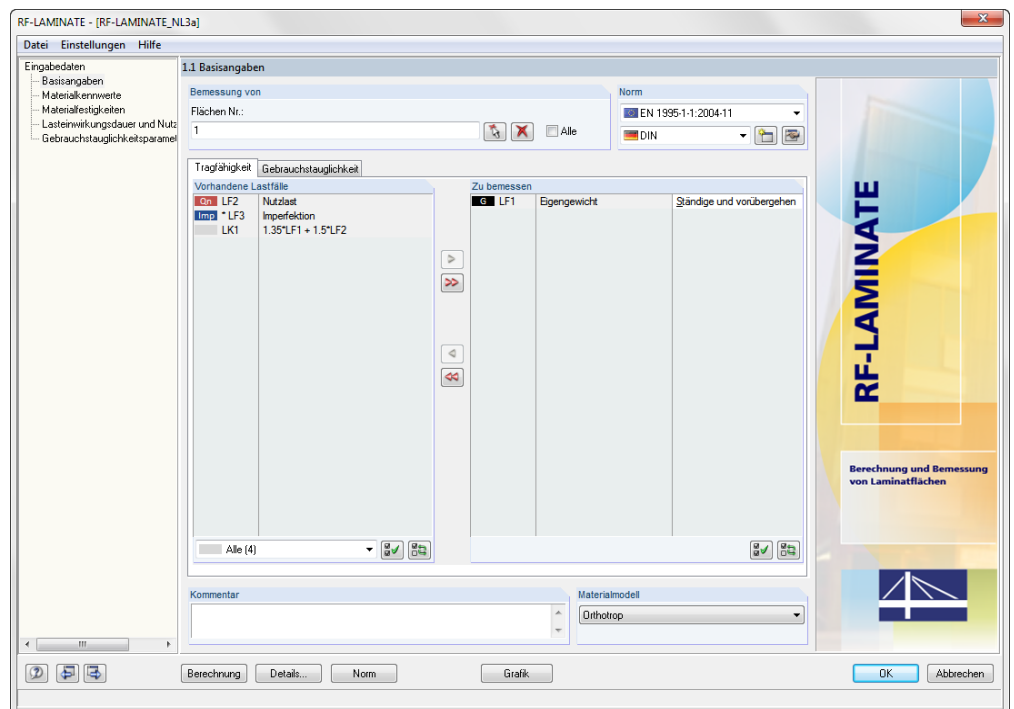 RF-LAMINATE - [RF-LAMINATE_NL3a]
Datei Einstellungen Hilfe
Eingabedaten
Basisangaben
Materialkennwerte
Materialfestigkeiten
Lasteinwirkungsdauer und Nutz
Gebrauchstauglichkeitsparamet
1.1 Basisangaben
Bemessung von
Flächen Nr.:
1
Alle
Norm
EN 1995-1-1:2004-11
DIN
Tragfähigkeit Gebrauchstauglichkeit
Vorhandene Lastfälle
Qn LF2 Nutzlast
Imp * LF3 Imperfektion
LK1 1.35*LF1 + 1.5*LF2
Alle (4)
Zu bemessen
G LF1 Eigengewicht Ständige und vorübergehen
Kommentar
Materialmodell
Orthotrop
RF-LAMINATE
Berechnung und Bemessung
von Laminatflächen
Berechnung Details... Norm Grafik OK Abbrechen